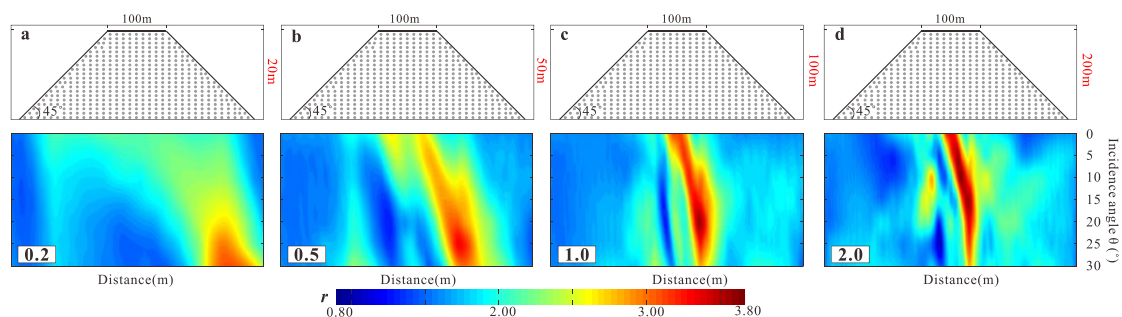 a 100m 20m 45°
b 100m 50m 45°
c 100m 100m 45°
d 100m 200m 45°
0.2 Distance(m)
0.5 Distance(m)
1.0 Distance(m)
2.0 Distance(m)
0
5
10
15
20
25
30
Incidence angle θ (°)
r
0.80 2.00 3.00 3.80